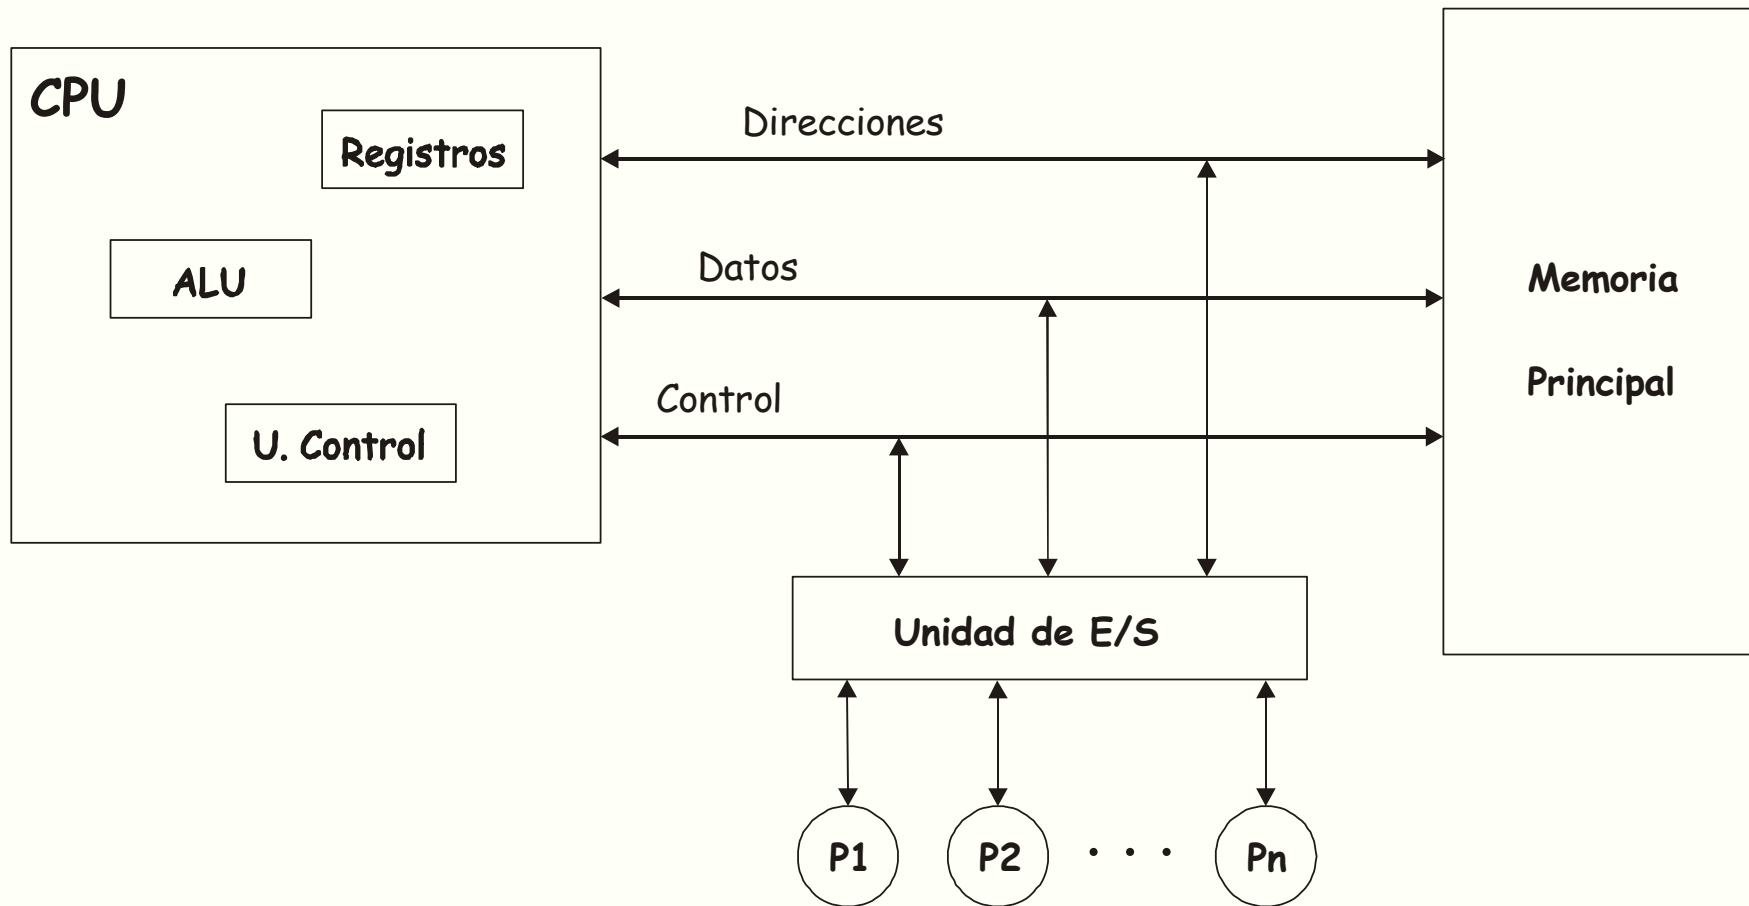 CPU
Registros
ALU
U. Control
Direcciones
Datos
Control
Memoria
Principal
Unidad de E/S
P1
P2
. . .
Pn